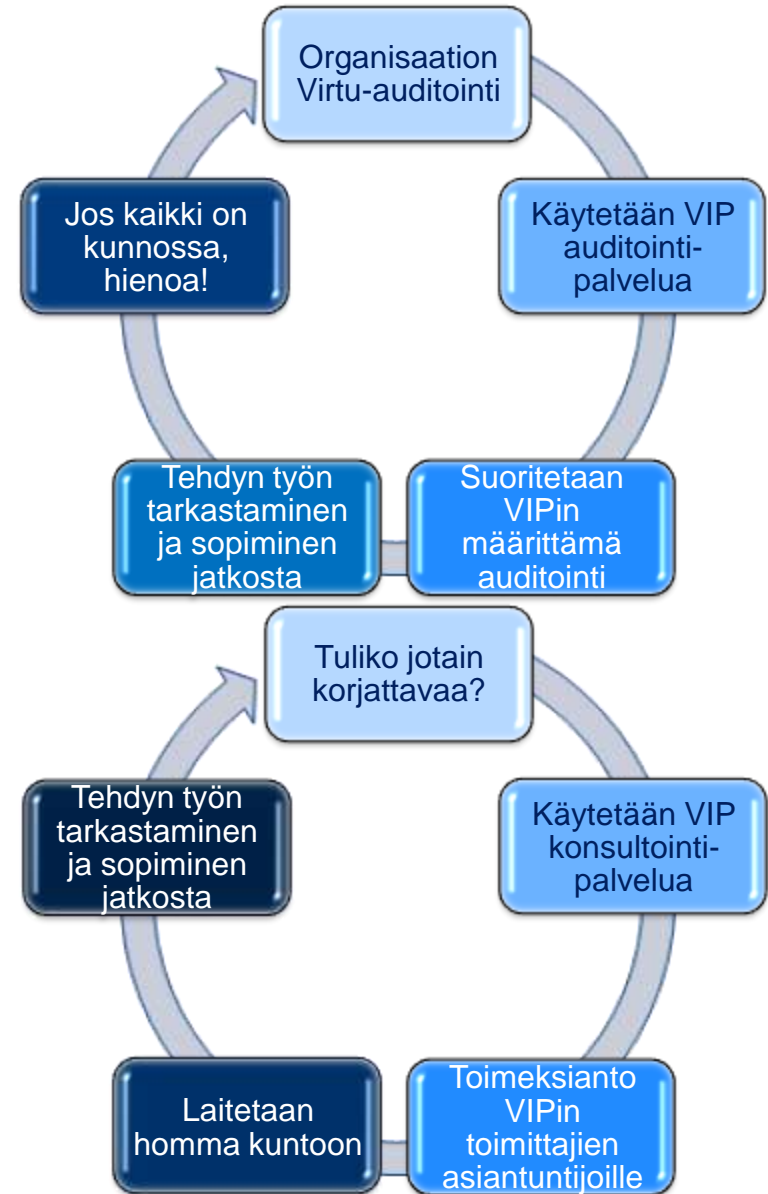 Organisaation
Virtu-auditointi
Käytetään VIP
auditointi-
palvelua
Suoritetaan
VIPin
määrittämä
auditointi
Tehdyn työn
tarkastaminen
ja sopiminen
jatkosta
Jos kaikki on
kunnossa,
hienoa!
Tuliko jotain
korjattavaa?
Käytetään VIP
konsultointi-
palvelua
Toimeksianto
VIPin
toimittajien
asiantuntijoille
Laitetaan
homma kuntoon
Tehdyn työn
tarkastaminen
ja sopiminen
jatkosta